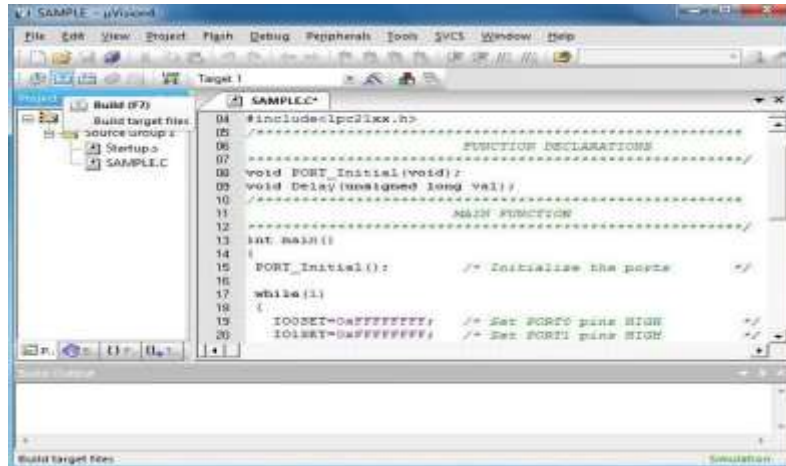 SAMPLE - µVision4
File Edit View Project Flash Debug Peripherals Tools SVCS Window Help
Target 1
Project
Build (F7)
Build target files
Source Group 1
Startup.s
SAMPLE.C
SAMPLE.C*
04 #include<lpc21xx.h>
05 /************************************************
06 FUNCTION DECLARATIONS
07 ************************************************/
08 void PORT_Initial(void);
09 void Delay(unsigned long val);
10 /************************************************
11 MAIN FUNCTION
12 ************************************************/
13 int main()
14 {
15 PORT_Initial(); /* Initialize the ports */
16
17 while(1)
18 {
19 IO0SET=0xFFFFFFFF; /* Set PORT0 pins HIGH */
20 IO1SET=0xFFFFFFFF; /* Set PORT1 pins HIGH */
Build Output
Build target files
Simulation